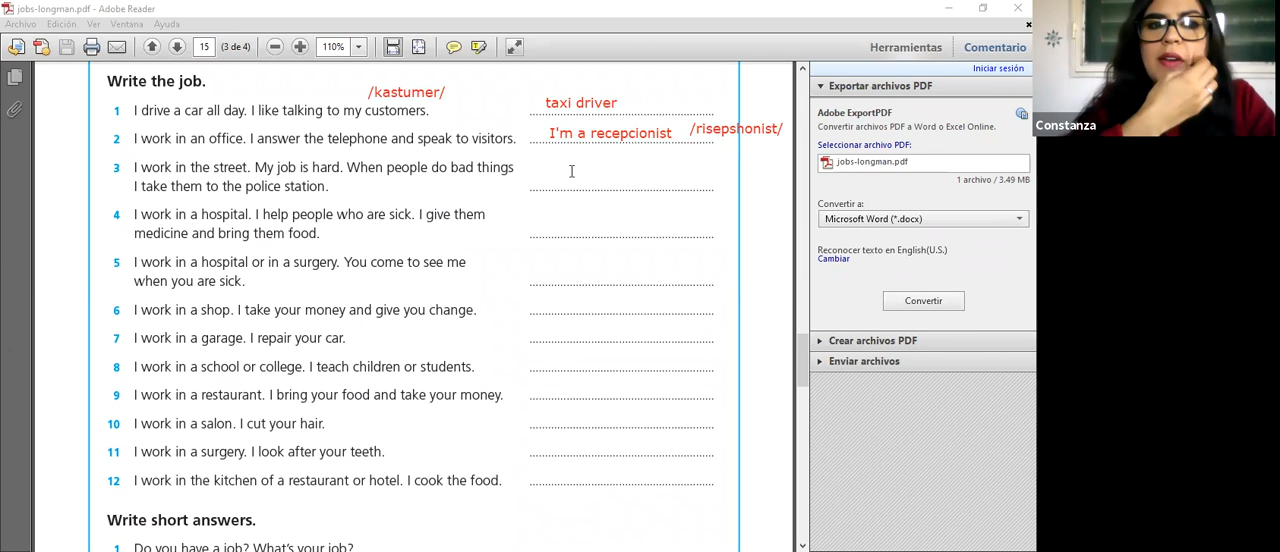 jobs-longman.pdf - Adobe Reader
Archivo Edición Ver Ventana Ayuda
15 (3 de 4) 110% Herramientas Comentario
Write the job.
/kastumer/
1 I drive a car all day. I like talking to my customers. taxi driver
2 I work in an office. I answer the telephone and speak to visitors. I'm a recepcionist /risepshonist/
3 I work in the street. My job is hard. When people do bad things
I take them to the police station.
4 I work in a hospital. I help people who are sick. I give them
medicine and bring them food.
5 I work in a hospital or in a surgery. You come to see me
when you are sick.
6 I work in a shop. I take your money and give you change.
7 I work in a garage. I repair your car.
8 I work in a school or college. I teach children or students.
9 I work in a restaurant. I bring your food and take your money.
10 I work in a salon. I cut your hair.
11 I work in a surgery. I look after your teeth.
12 I work in the kitchen of a restaurant or hotel. I cook the food.
Write short answers.
1 Do you have a job? What's your job?
Iniciar sesión
Exportar archivos PDF
Adobe ExportPDF
Convertir archivos PDF a Word o Excel Online.
Seleccionar archivo PDF:
jobs-longman.pdf
1 archivo / 3.49 MB
Convertir a:
Microsoft Word (*.docx)
Reconocer texto en English(U.S.)
Cambiar
Convertir
Crear archivos PDF
Enviar archivos
Constanza